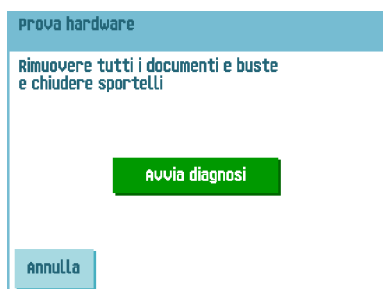 Prova hardware
Rimuovere tutti i documenti e buste
e chiudere sportelli
Avvia diagnosi
Annulla